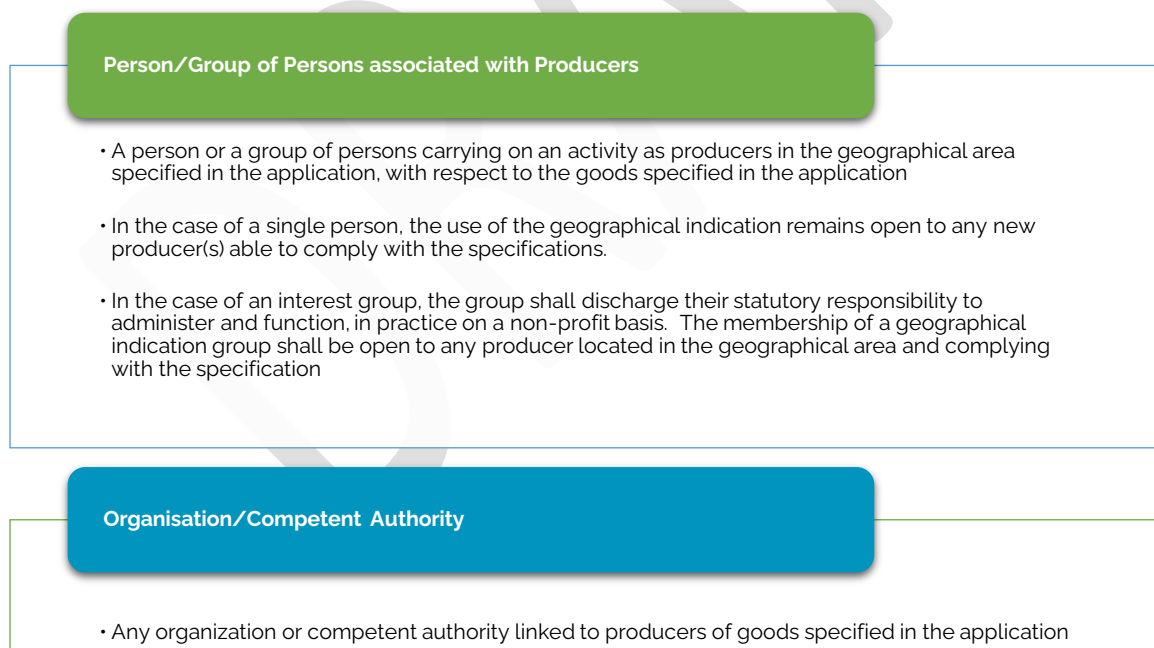 Person/Group of Persons associated with Producers
• A person or a group of persons carrying on an activity as producers in the geographical area
specified in the application, with respect to the goods specified in the application
• In the case of a single person, the use of the geographical indication remains open to any new
producer(s) able to comply with the specifications.
• In the case of an interest group, the group shall discharge their statutory responsibility to
administer and function, in practice on a non-profit basis. The membership of a geographical
indication group shall be open to any producer located in the geographical area and complying
with the specification
Organisation/Competent Authority
• Any organization or competent authority linked to producers of goods specified in the application